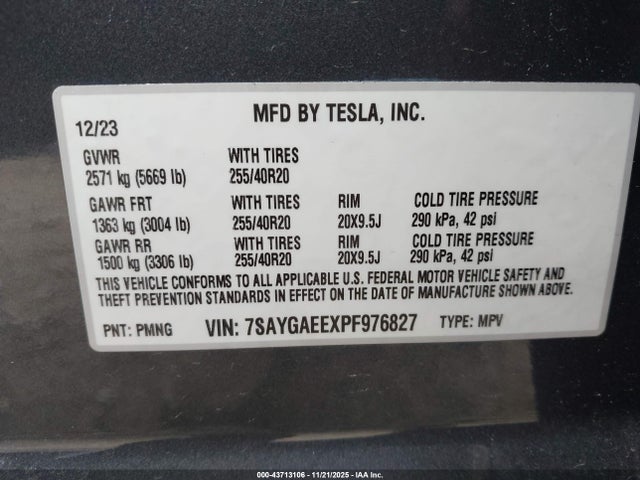 MFD BY TESLA, INC.
12/23
GVWR WITH TIRES
2571 kg (5669 lb) 255/40R20
GAWR FRT WITH TIRES RIM COLD TIRE PRESSURE
1363 kg (3004 lb) 255/40R20 20X9.5J 290 kPa, 42 psi
GAWR RR WITH TIRES RIM COLD TIRE PRESSURE
1500 kg (3306 lb) 255/40R20 20X9.5J 290 kPa, 42 psi
THIS VEHICLE CONFORMS TO ALL APPLICABLE U.S. FEDERAL MOTOR VEHICLE SAFETY AND
THEFT PREVENTION STANDARDS IN EFFECT ON THE DATE OF MANUFACTURE SHOWN ABOVE.
PNT: PMNG VIN: 7SAYGAEEXPF976827 TYPE: MPV
000-43713106 - 11/21/2025 - IAA Inc.